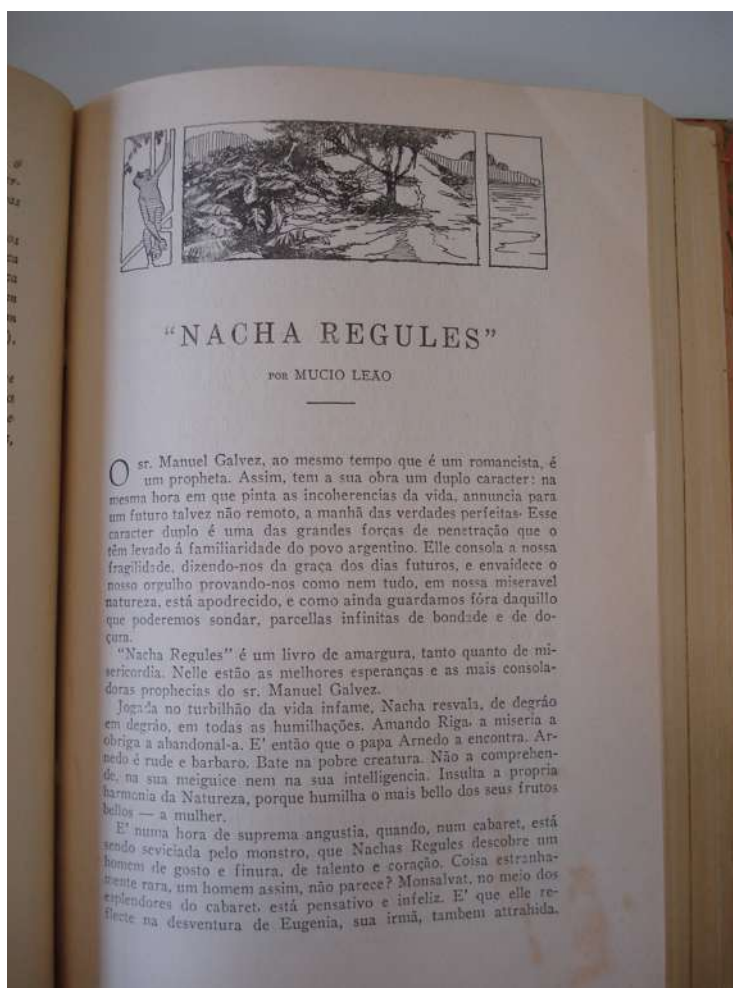 "NACHA REGULES"
POR MUCIO LEÃO
O sr. Manuel Galvez, ao mesmo tempo que é um romancista, é
um propheta. Assim, tem a sua obra um duplo caracter: na
mesma hora em que pinta as incoherencias da vida, annuncia para
um futuro talvez não remoto, a manhã das verdades perfeitas. Esse
caracter duplo é uma das grandes forças de penetração que o
têm levado á familiaridade do povo argentino. Elle consola a nossa
fragilidade, dizendo-nos da graça dos dias futuros, e envaidece o
nosso orgulho provando-nos como nem tudo, em nossa miseravel
natureza, está apodrecido, e como ainda guardamos fóra daquillo
que poderemos sondar, parcellas infinitas de bondade e de do-
çura.
"Nacha Regules" é um livro de amargura, tanto quanto de mi-
sericordia. Nelle estão as melhores esperanças e as mais consola-
doras prophecias do sr. Manuel Galvez.
Jogada no turbilhão da vida infame, Nacha resvala, de degráo
em degráo, em todas as humilhações. Amando Riga, a miseria a
obriga a abandonal-a. E' então que o papa Arnedo a encontra. Ar-
nedo é rude e barbaro. Bate na pobre creatura. Não a comprehen-
de, na sua meiguice nem na sua intelligencia. Insulta a propria
harmonia da Natureza, porque humilha o mais bello dos seus frutos
bellos — a mulher.
E' numa hora de suprema angustia, quando, num cabaret, está
sendo seviciada pelo monstro, que Nachas Regules descobre um
homem de gosto e finura, de talento e coração. Coisa estranha-
mente rara, um homem assim, não parece? Monsalvat, no meio dos
esplendores do cabaret, está pensativo e infeliz. E' que elle re-
flecte na desventura de Eugenia, sua irmã, tambem attrahida,